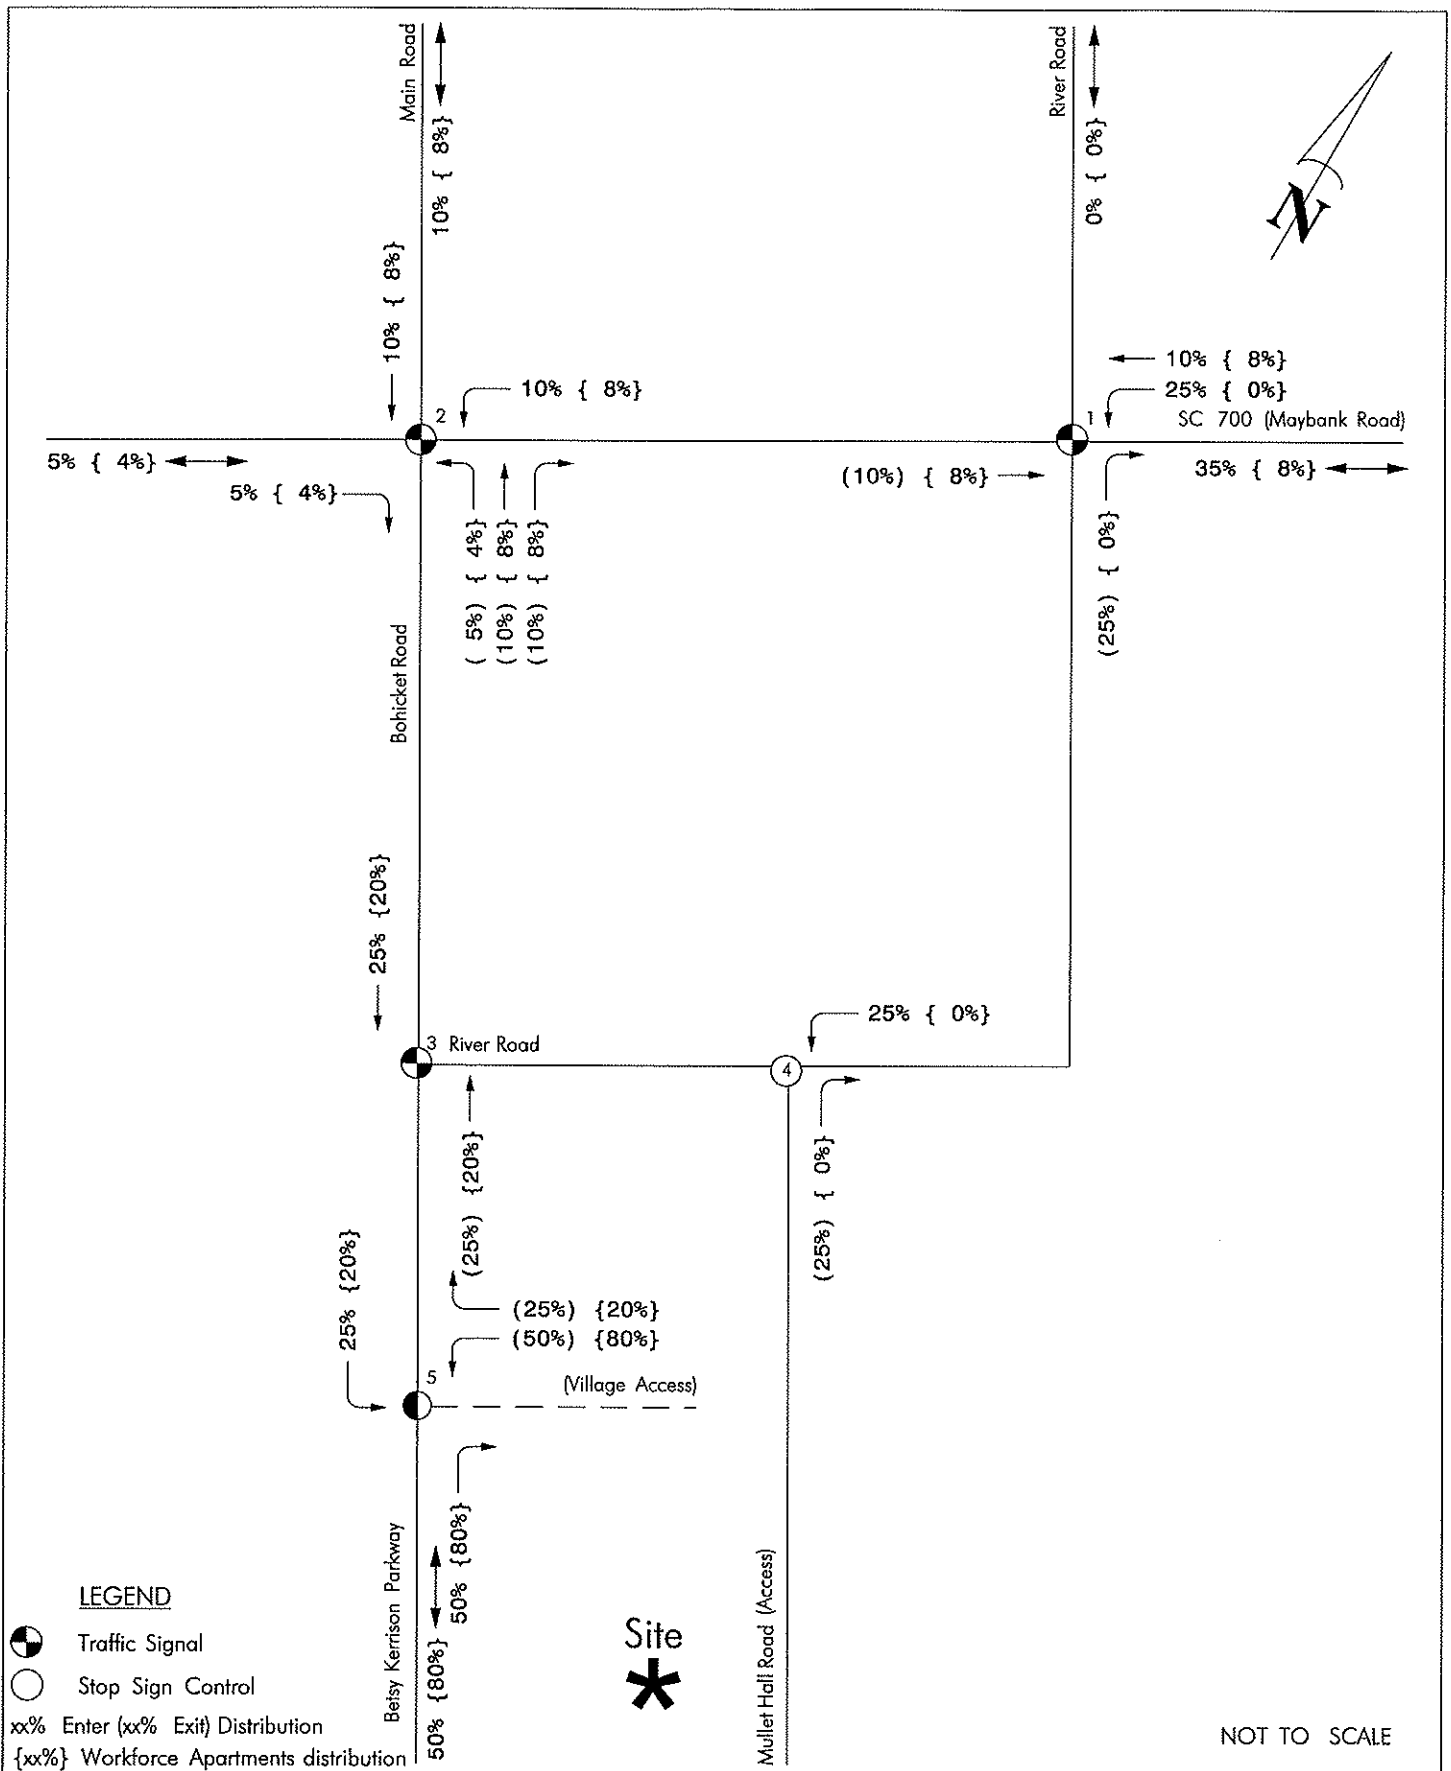 Main Road
10% { 8%}
River Road
0% { 0%}
N
10% { 8%}
10% { 8%}
25% { 0%}
10% { 8%}
2
1
SC 700 (Maybank Road)
5% { 4%}
35% { 8%}
5% { 4%}
(10%) { 8%}
( 5%) { 4%}
(10%) { 8%}
(10%) { 8%}
(25%) { 0%}
Bohicket Road
25% {20%}
25% { 0%}
3
River Road
4
(25%) {20%}
(25%) { 0%}
25% {20%}
(25%) {20%}
(50%) {80%}
5
(Village Access)
50% {80%}
Betsy Kerrison Parkway
50% {80%}
Mullet Hall Road (Access)
Site
*
LEGEND
Traffic Signal
Stop Sign Control
xx% Enter (xx% Exit) Distribution
{xx%} Workforce Apartments distribution
NOT TO SCALE